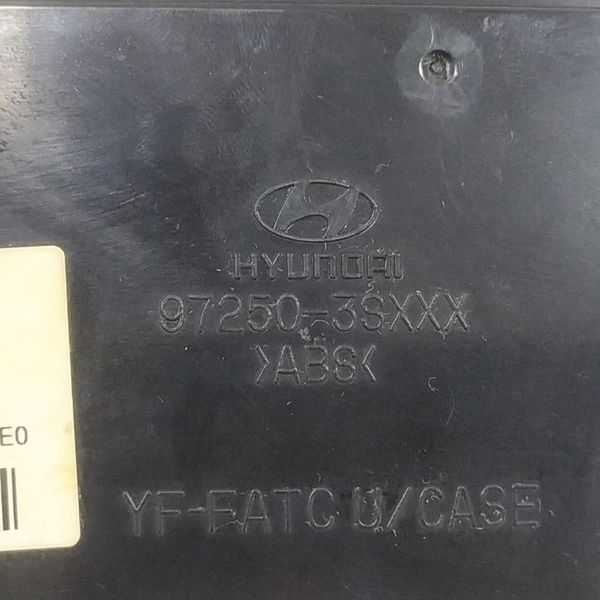 HYUNDAI
97250-3SXXX
>ABS<
E0
YF-FATC U/CASE